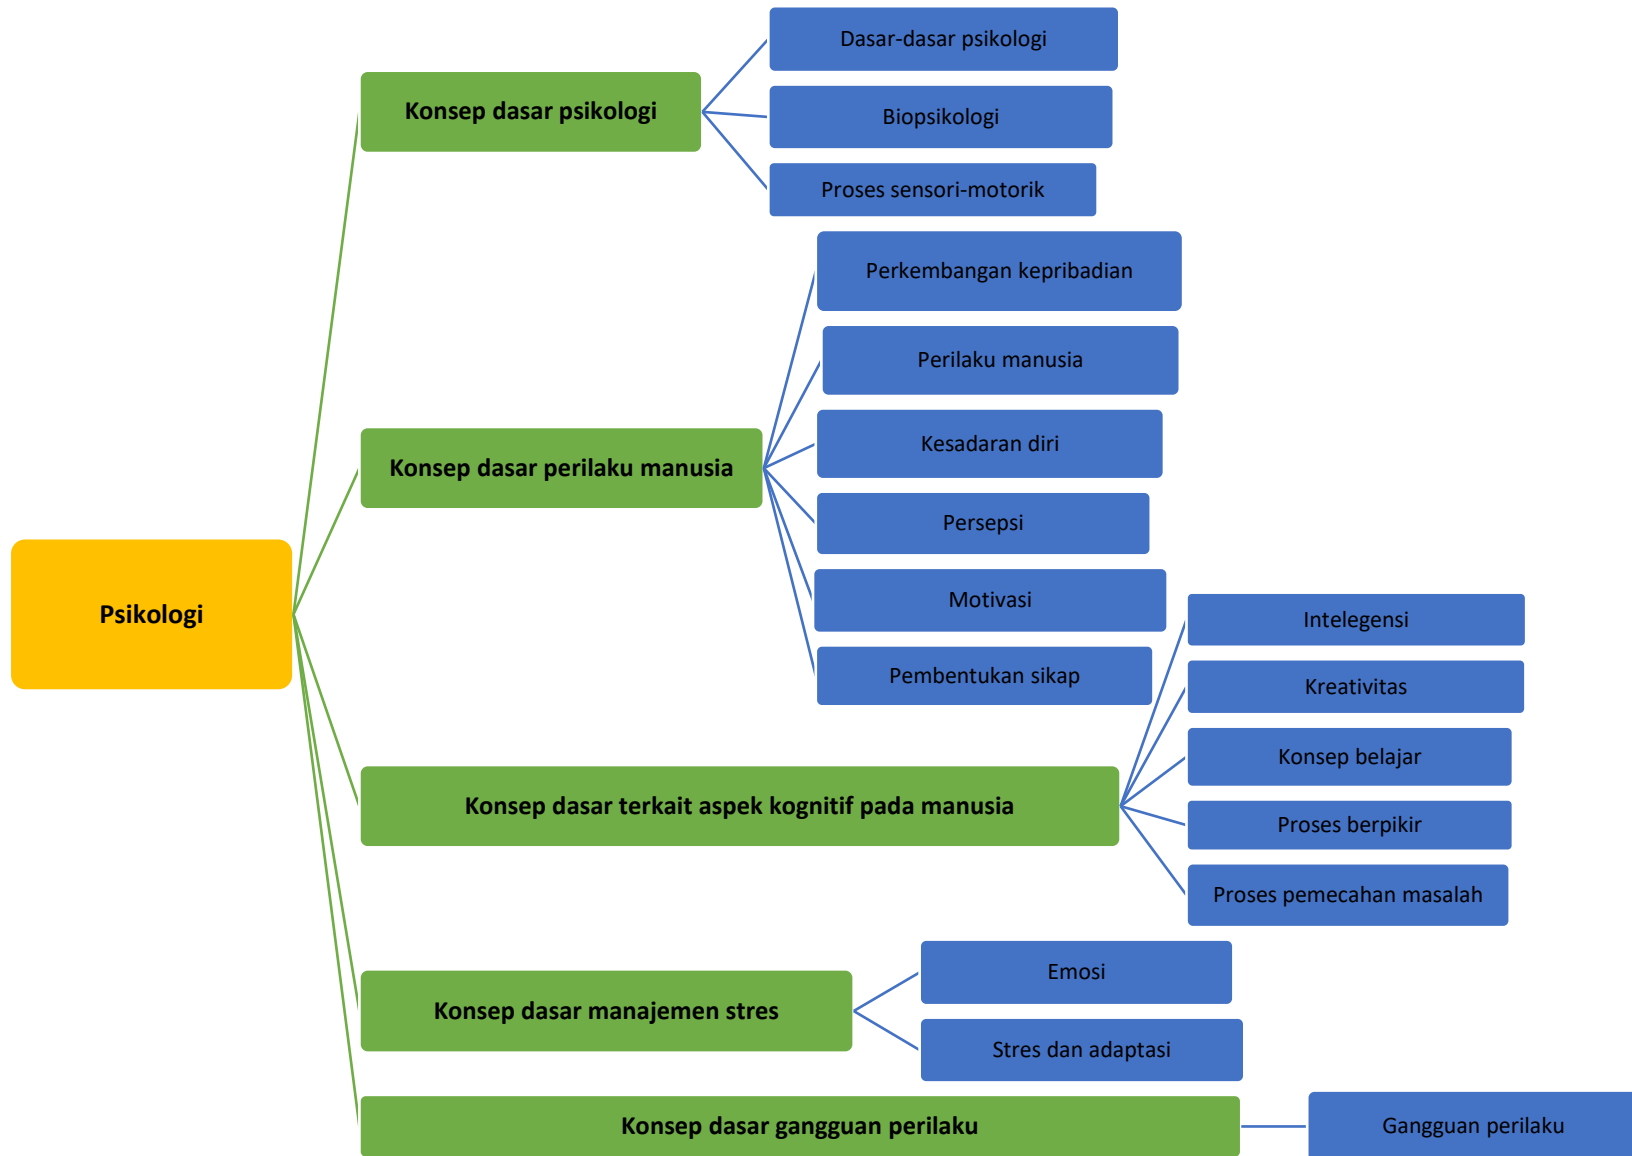 Psikologi
Konsep dasar psikologi
Dasar-dasar psikologi
Biopsikologi
Proses sensori-motorik
Konsep dasar perilaku manusia
Perkembangan kepribadian
Perilaku manusia
Kesadaran diri
Persepsi
Motivasi
Pembentukan sikap
Konsep dasar terkait aspek kognitif pada manusia
Intelegensi
Kreativitas
Konsep belajar
Proses berpikir
Proses pemecahan masalah
Konsep dasar manajemen stres
Emosi
Stres dan adaptasi
Konsep dasar gangguan perilaku
Gangguan perilaku